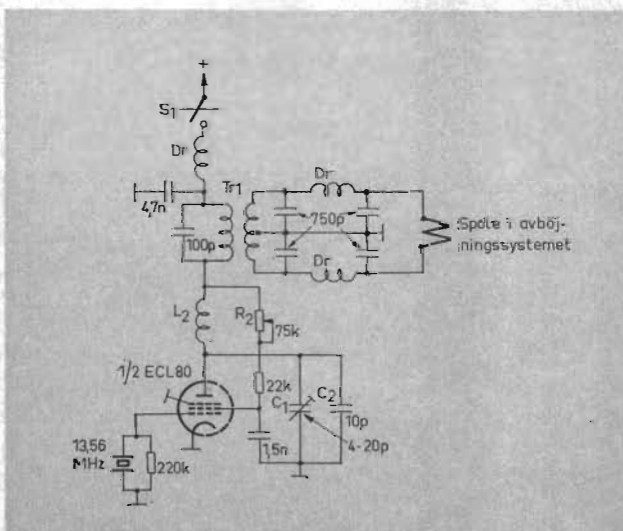 +
S1
Dr
4,7n
Tr1
100p
Dr
750p
Dr
Spole i avböj-
ningssystemet
L2
R2
75k
1/2 ECL80
22k
C1
C2
10p
4-20p
1,5n
13,56
MHz
220k